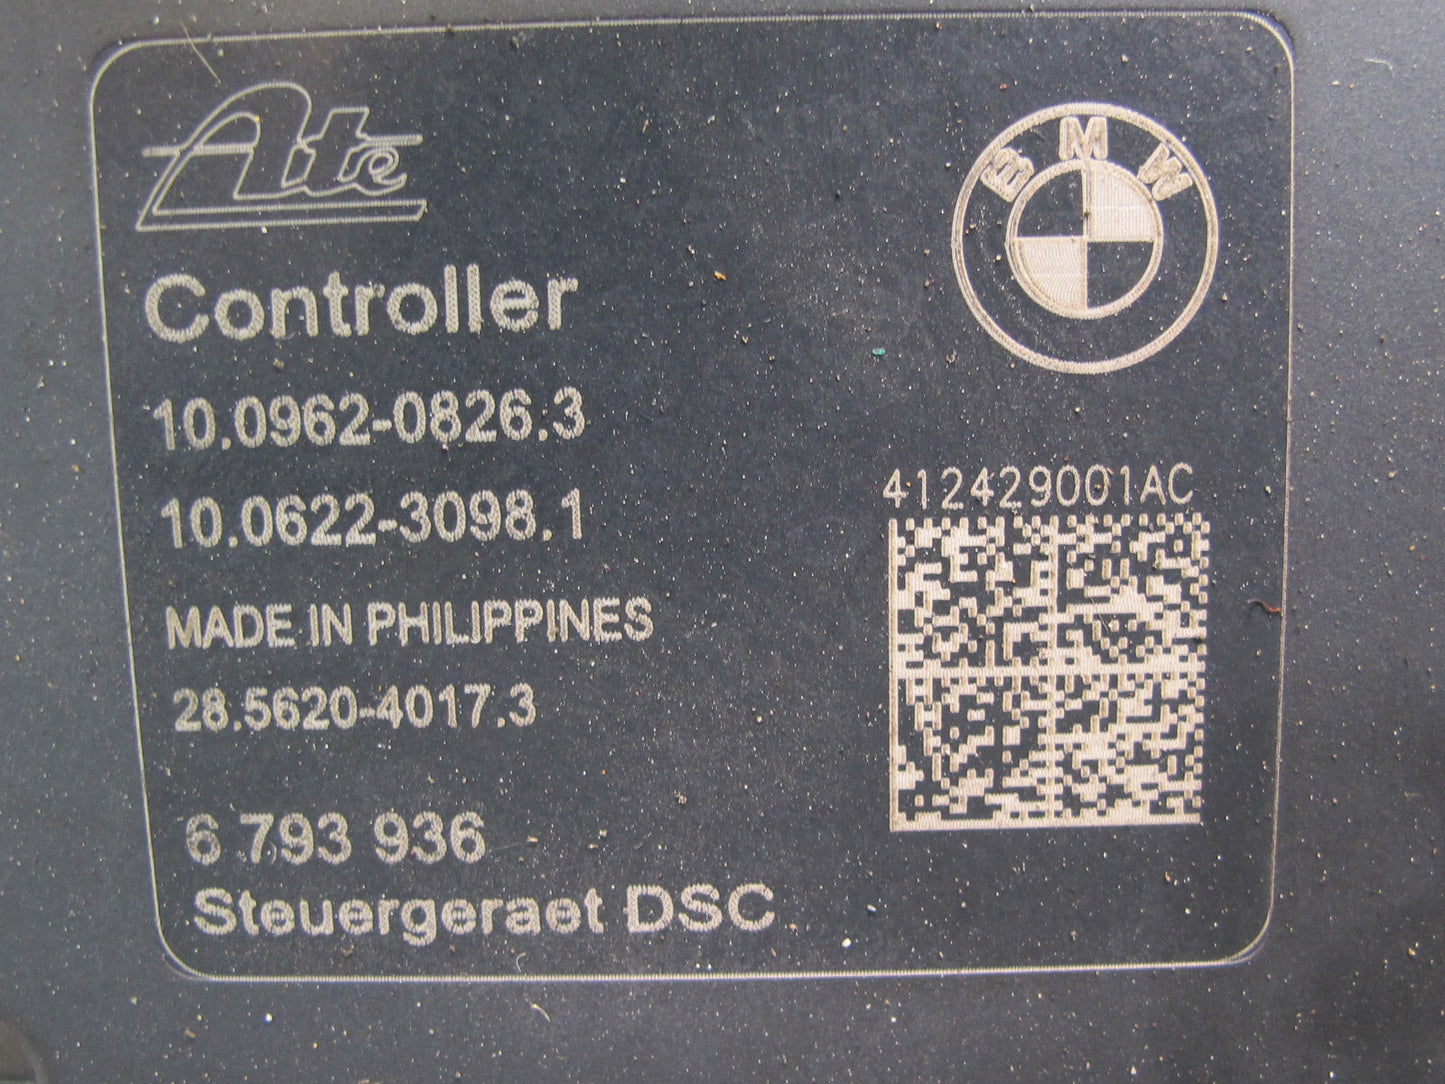 Ate
BMW
Controller
10.0962-0826.3
10.0622-3098.1
412429001AC
MADE IN PHILIPPINES
28.5620-4017.3
6 793 936
Steuergeraet DSC